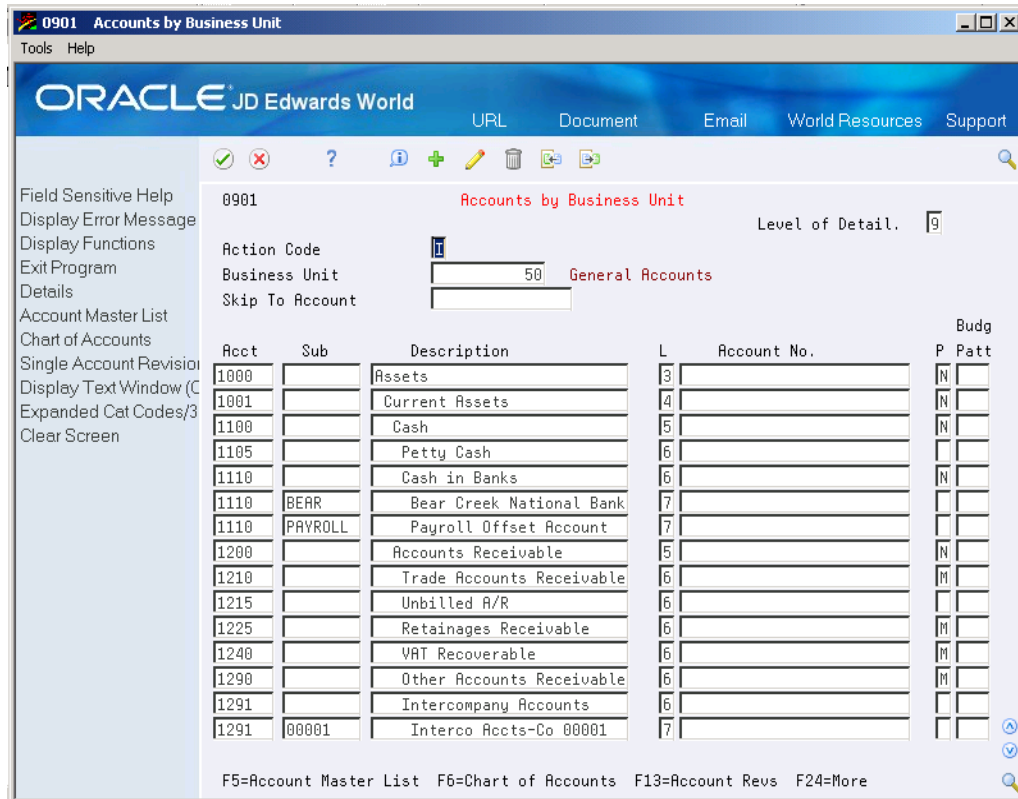 0901 Accounts by Business Unit
Tools Help
ORACLE JD Edwards World
URL Document Email World Resources Support
Field Sensitive Help
Display Error Message
Display Functions
Exit Program
Details
Account Master List
Chart of Accounts
Single Account Revision
Display Text Window (C
Expanded Cat Codes/3
Clear Screen
0901 Accounts by Business Unit
Level of Detail. 9
Action Code I
Business Unit 50 General Accounts
Skip To Account
Budg
Acct Sub Description L Account No. P Patt
1000 Assets 3 N
1001 Current Assets 4 N
1100 Cash 5 N
1105 Petty Cash 6
1110 Cash in Banks 6 N
1110 BEAR Bear Creek National Bank 7
1110 PAYROLL Payroll Offset Account 7
1200 Accounts Receivable 5 N
1210 Trade Accounts Receivable 6 M
1215 Unbilled A/R 6
1225 Retainages Receivable 6 M
1240 VAT Recoverable 6 M
1290 Other Accounts Receivable 6 M
1291 Intercompany Accounts 6
1291 00001 Interco Accts-Co 00001 7
F5=Account Master List F6=Chart of Accounts F13=Account Revs F24=More